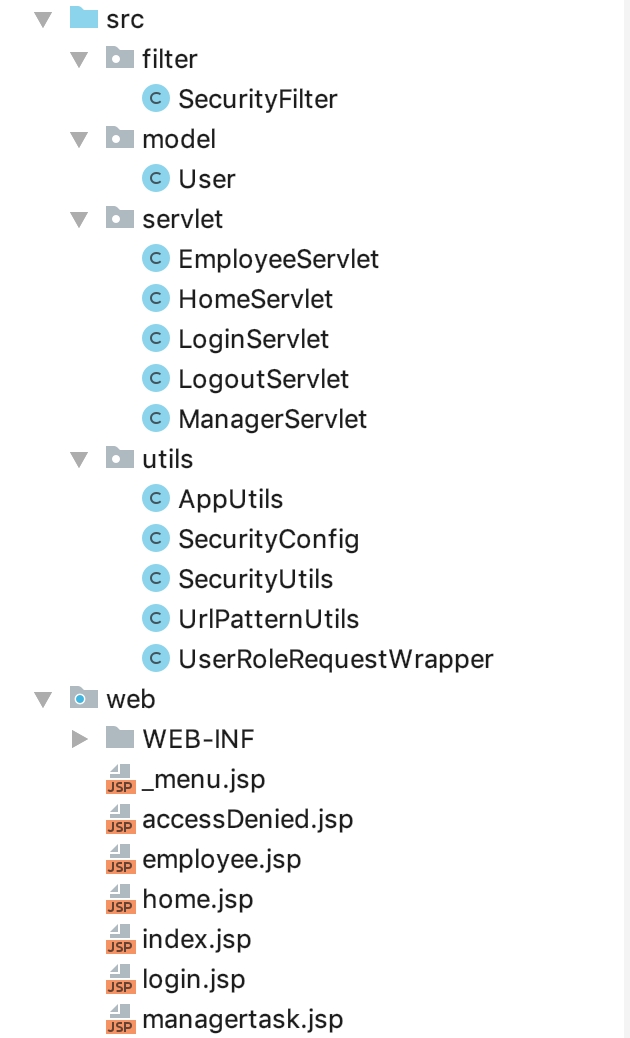 src
filter
C SecurityFilter
model
C User
servlet
C EmployeeServlet
C HomeServlet
C LoginServlet
C LogoutServlet
C ManagerServlet
utils
C AppUtils
C SecurityConfig
C SecurityUtils
C UrlPatternUtils
C UserRoleRequestWrapper
web
WEB-INF
JSP _menu.jsp
JSP accessDenied.jsp
JSP employee.jsp
JSP home.jsp
JSP index.jsp
JSP login.jsp
JSP managertask.jsp